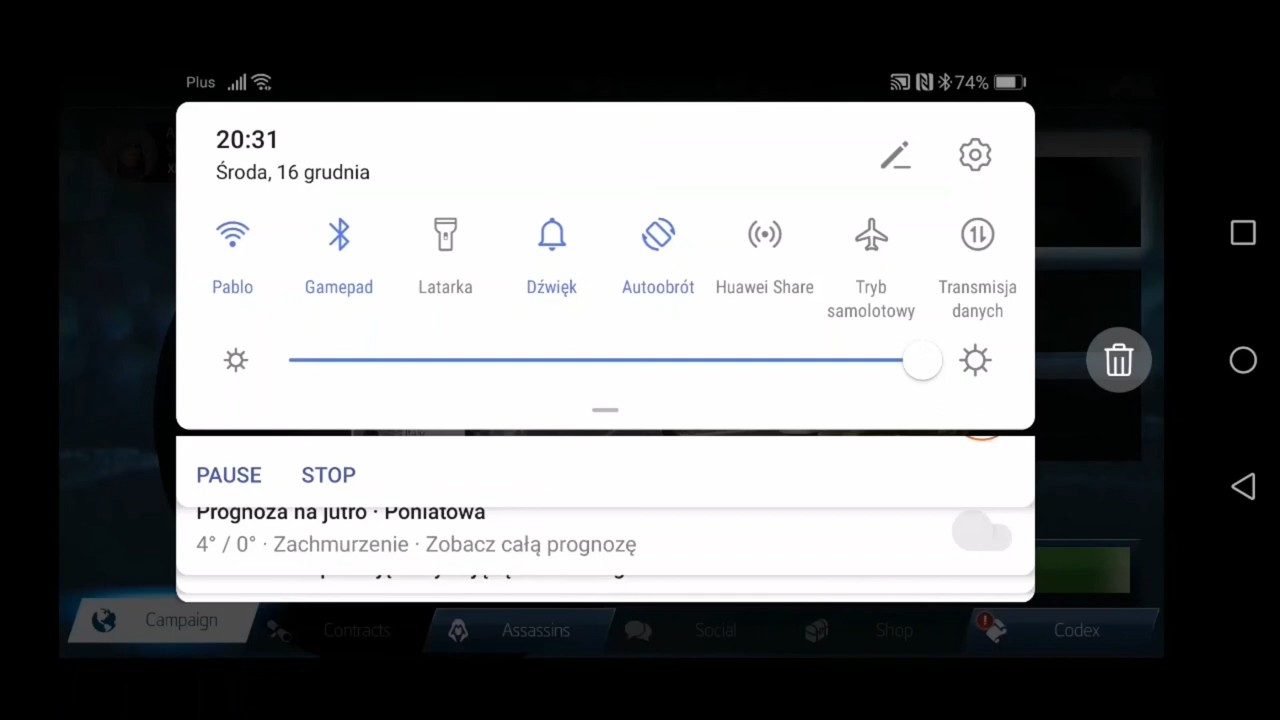 Plus 74%
20:31
Środa, 16 grudnia
Pablo Gamepad Latarka Dźwięk Autoobrót Huawei Share Tryb samolotowy Transmisja danych
PAUSE STOP
Prognoza na jutro · Poniatowa
4° / 0° · Zachmurzenie · Zobacz całą prognozę
Campaign Contracts Assassins Social Shop Codex